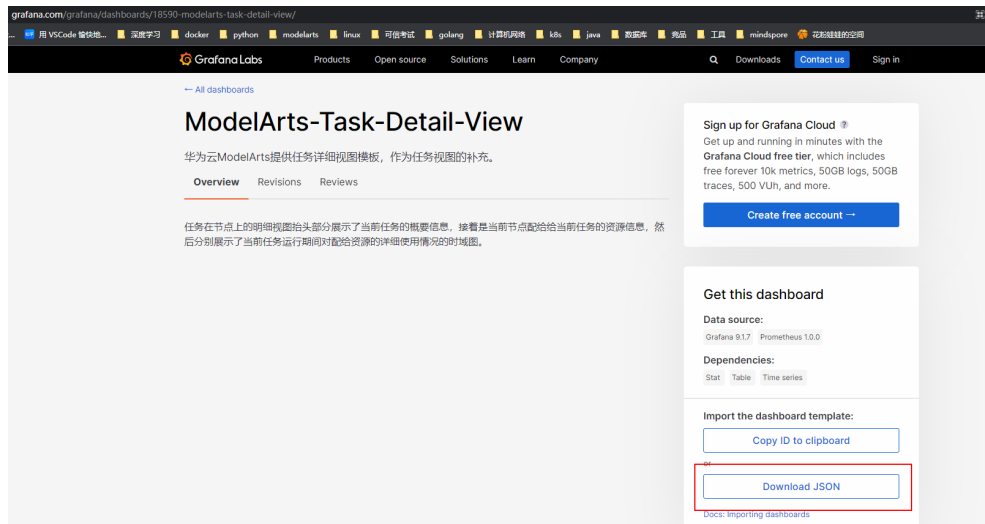 grafana.com/grafana/dashboards/18590-modelarts-task-detail-view/
用 VSCode 愉快地... 深度学习 docker python modelarts linux 可信考试 golang 计算机网络 k8s java 数据库 竞品 工具 mindspore 花粉娃娃的空间
Grafana Labs Products Open source Solutions Learn Company Downloads Contact us Sign in
← All dashboards
ModelArts-Task-Detail-View
华为云ModelArts提供任务详细视图模板，作为任务视图的补充。
Overview Revisions Reviews
任务在节点上的明细视图抬头部分展示了当前任务的概要信息，接着是当前节点配给给当前任务的资源信息，然
后分别展示了当前任务运行期间对配给资源的详细使用情况的时域图。
Sign up for Grafana Cloud ?
Get up and running in minutes with the
Grafana Cloud free tier, which includes
free forever 10k metrics, 50GB logs, 50GB
traces, 500 VUh, and more.
Create free account →
Get this dashboard
Data source:
Grafana 9.1.7 Prometheus 1.0.0
Dependencies:
Stat Table Time series
Import the dashboard template:
Copy ID to clipboard
or
Download JSON
Docs: Importing dashboards